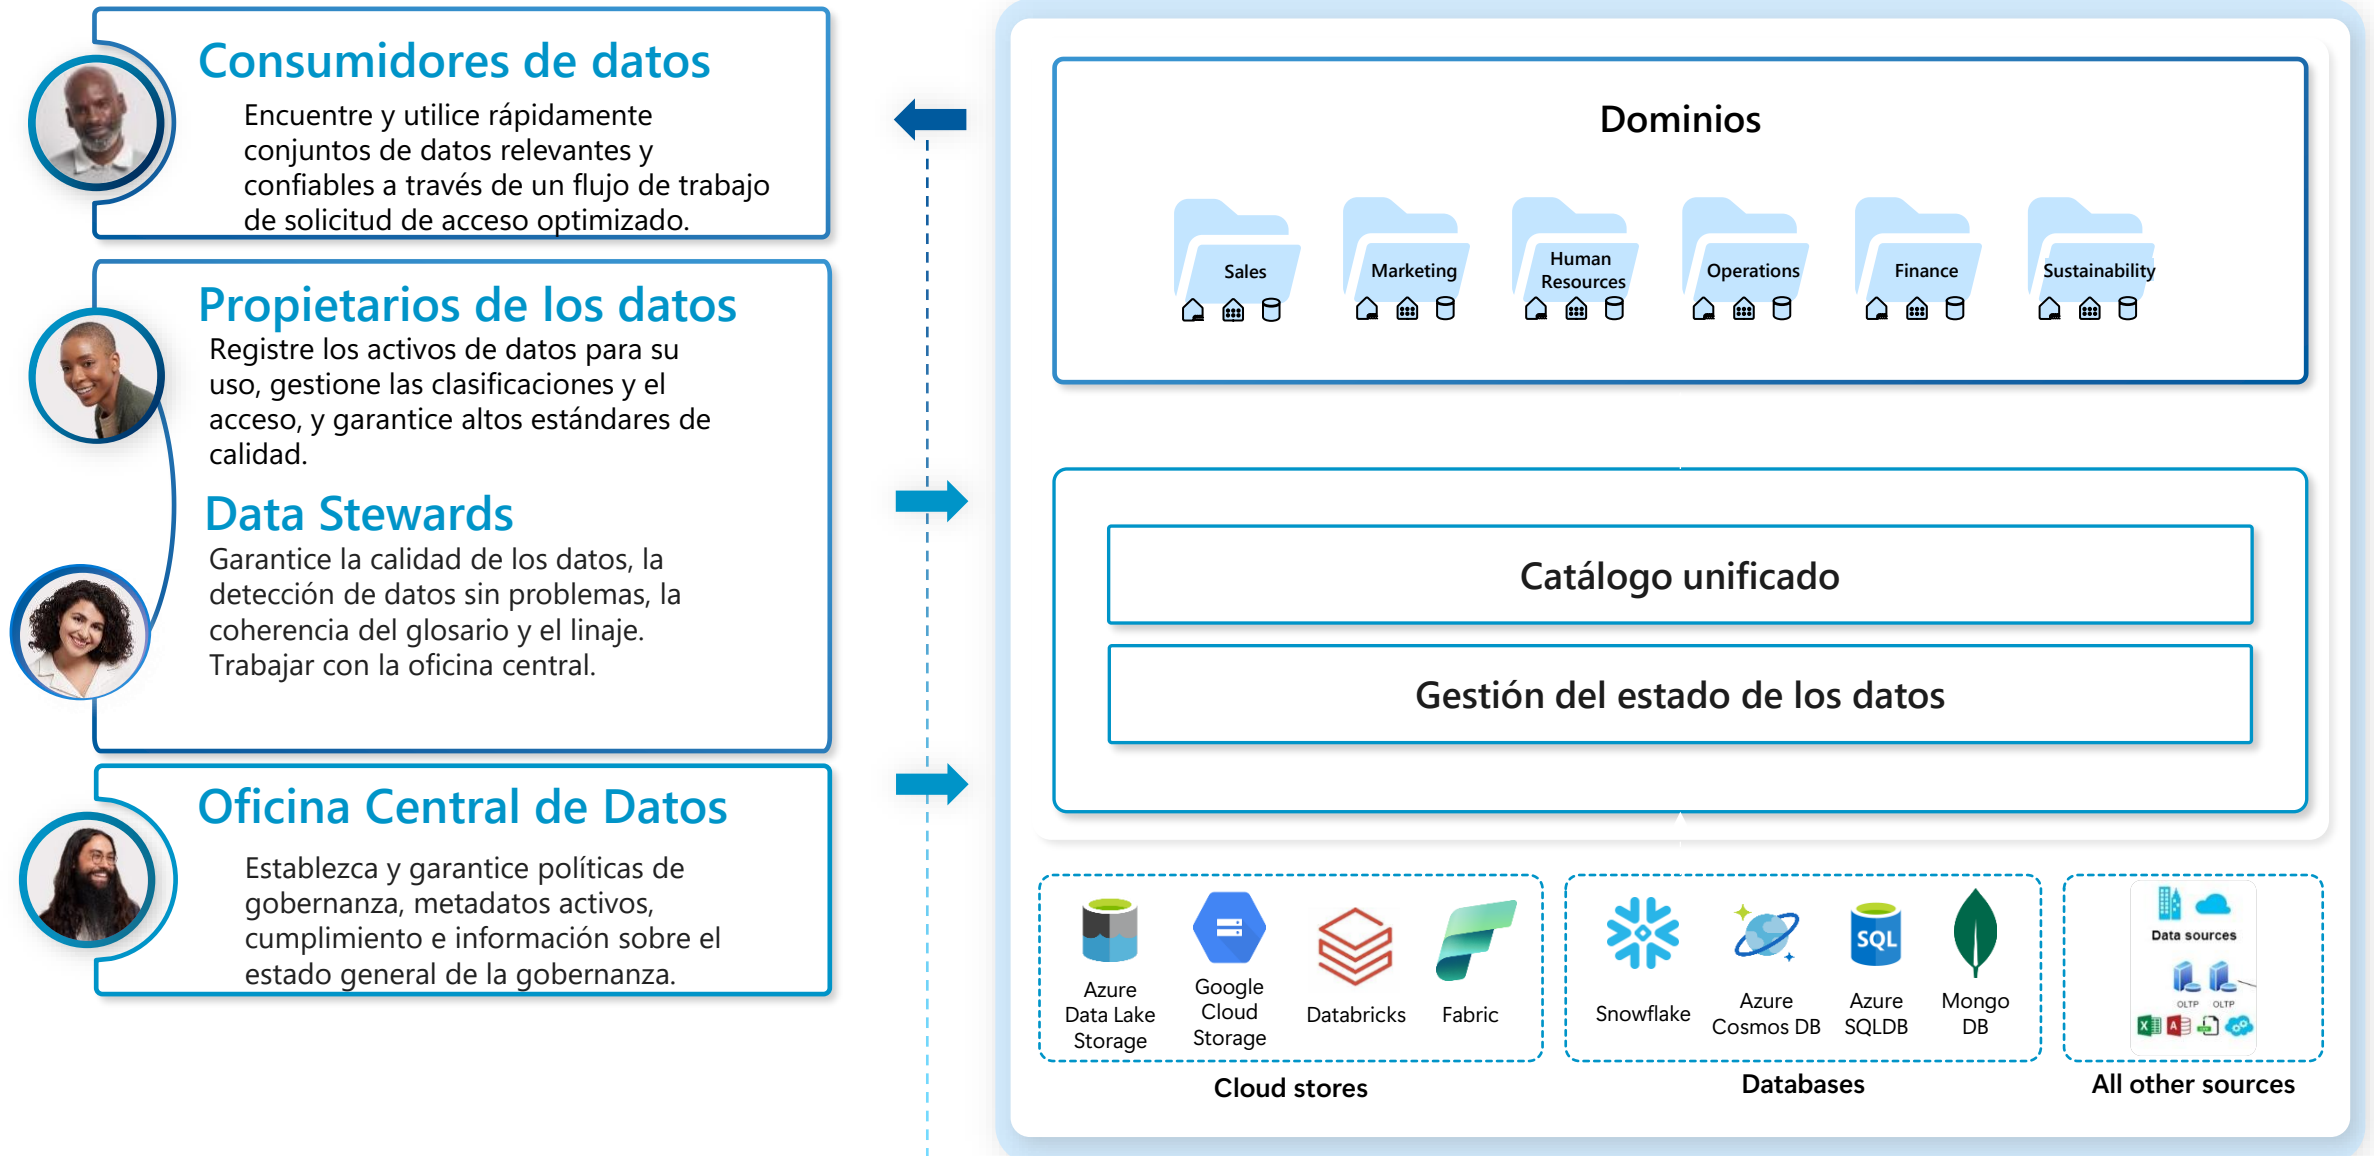 Consumidores de datos
Encuentre y utilice rápidamente
conjuntos de datos relevantes y
confiables a través de un flujo de trabajo
de solicitud de acceso optimizado.
Propietarios de los datos
Registre los activos de datos para su
uso, gestione las clasificaciones y el
acceso, y garantice altos estándares de
calidad.
Data Stewards
Garantice la calidad de los datos, la
detección de datos sin problemas, la
coherencia del glosario y el linaje.
Trabajar con la oficina central.
Oficina Central de Datos
Establezca y garantice políticas de
gobernanza, metadatos activos,
cumplimiento e información sobre el
estado general de la gobernanza.
Dominios
Sales
Marketing
Human
Resources
Operations
Finance
Sustainability
Catálogo unificado
Gestión del estado de los datos
Azure
Data Lake
Storage
Google
Cloud
Storage
Databricks
Fabric
Cloud stores
Snowflake
Azure
Cosmos DB
SQL
Azure
SQLDB
Mongo
DB
Databases
Data sources
OLTP OLTP
All other sources